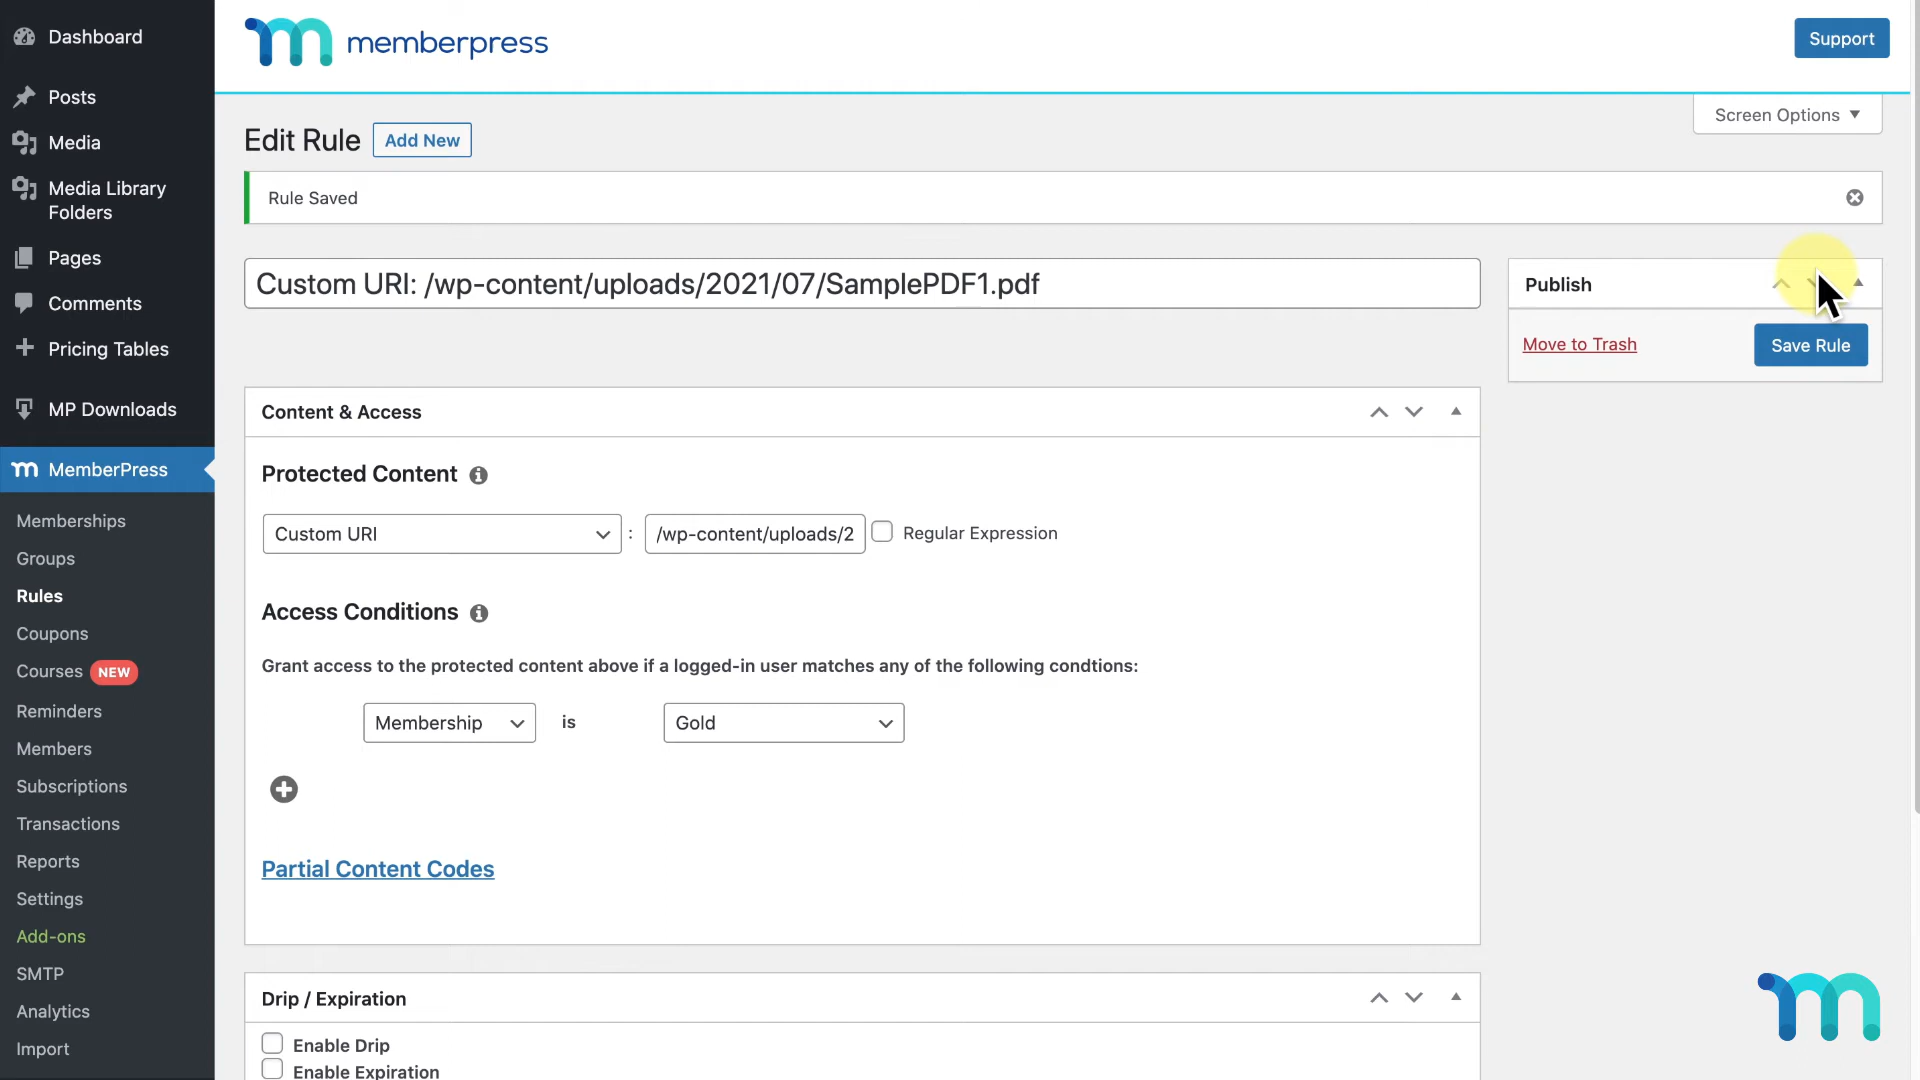 Dashboard
Posts
Media
Media Library
Folders
Pages
Comments
Pricing Tables
MP Downloads
MemberPress
Memberships
Groups
Rules
Coupons
Courses NEW
Reminders
Members
Subscriptions
Transactions
Reports
Settings
Add-ons
SMTP
Analytics
Import
memberpress
Support
Screen Options
Edit Rule Add New
Rule Saved
Custom URI: /wp-content/uploads/2021/07/SamplePDF1.pdf
Publish
Move to Trash Save Rule
Content & Access
Protected Content
Custom URI : /wp-content/uploads/2 Regular Expression
Access Conditions
Grant access to the protected content above if a logged-in user matches any of the following condtions:
Membership is Gold
Partial Content Codes
Drip / Expiration
Enable Drip
Enable Expiration